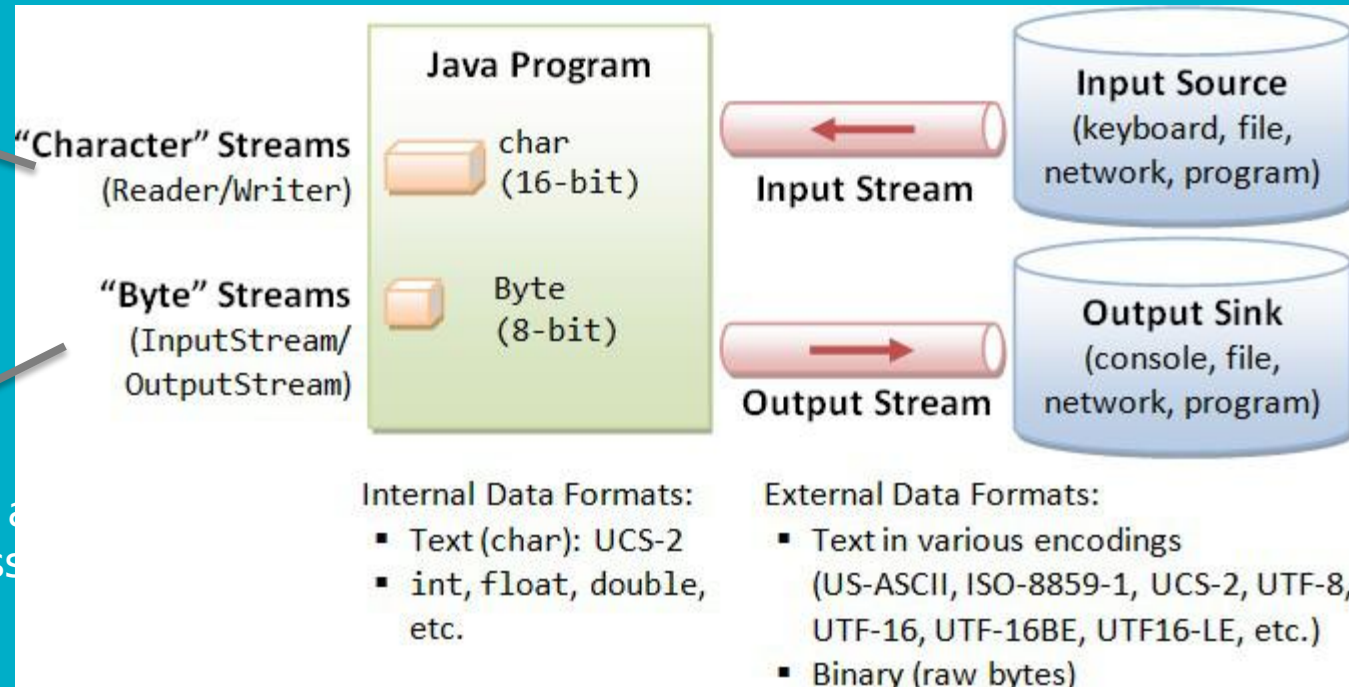 Java Program
"Character" Streams
(Reader/Writer)
char
(16-bit)
"Byte" Streams
(InputStream/
OutputStream)
Byte
(8-bit)
Input Stream
Output Stream
Input Source
(keyboard, file,
network, program)
Output Sink
(console, file,
network, program)
Internal Data Formats:
▪ Text (char): UCS-2
▪ int, float, double,
etc.
External Data Formats:
▪ Text in various encodings
(US-ASCII, ISO-8859-1, UCS-2, UTF-8,
UTF-16, UTF-16BE, UTF16-LE, etc.)
▪ Binary (raw bytes)